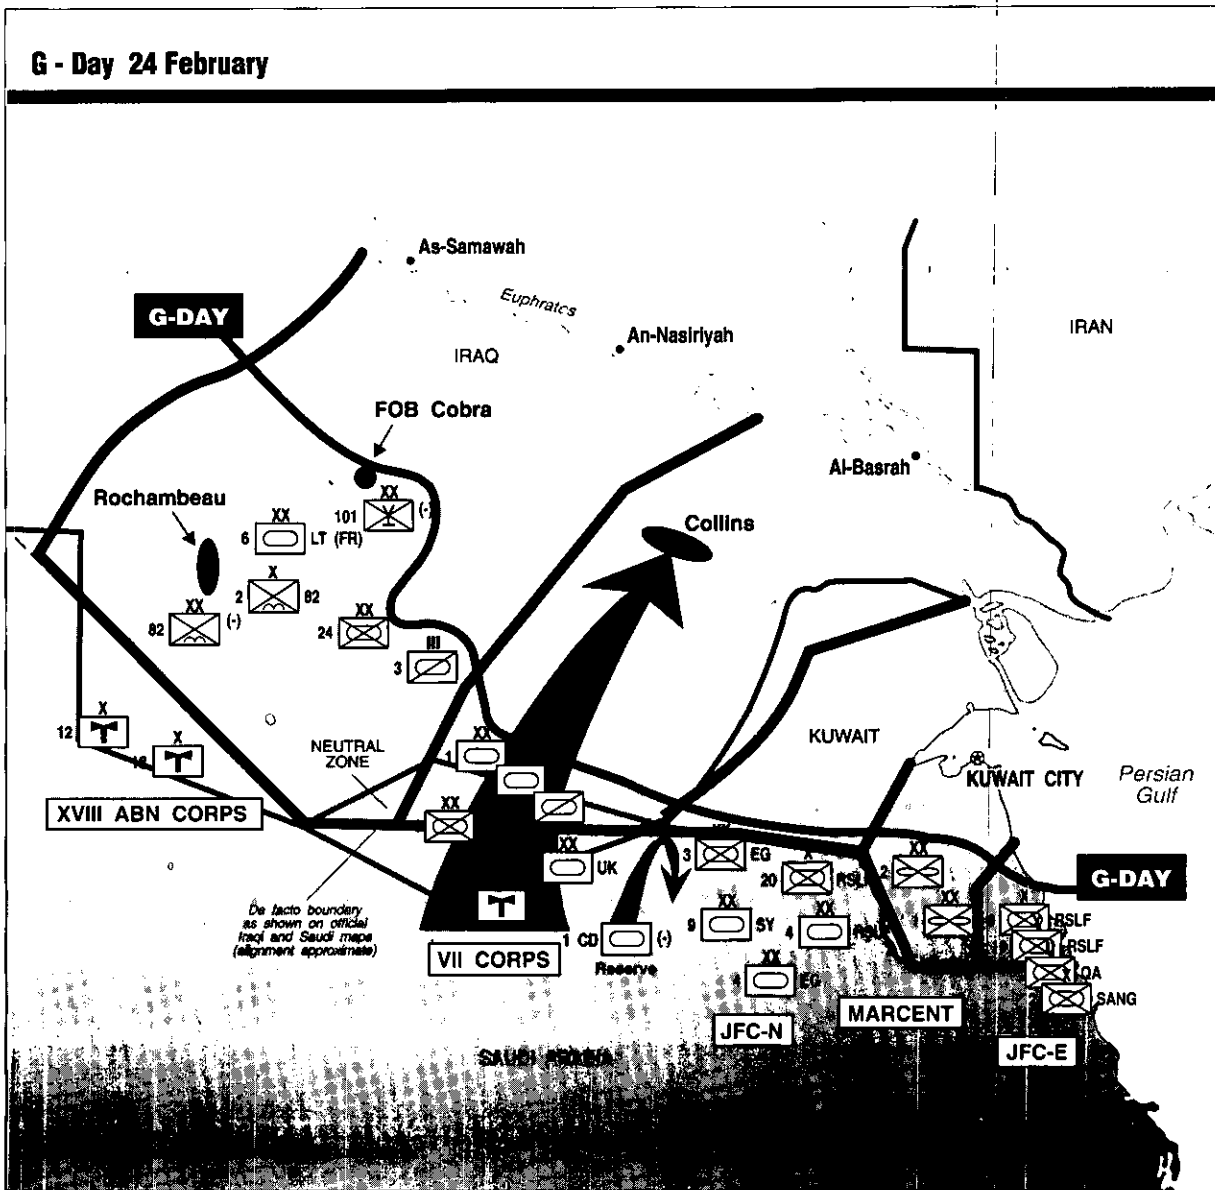 G - Day 24 February
As-Samawah
Euphrates
G-DAY
An-Nasiriyah
IRAN
IRAQ
FOB Cobra
Al-Basrah
Rochambeau
XX
101
(-)
Collins
XX
6
LT (FR)
X
2
82
XX
82
(-)
XX
24
III
3
X
12
X
NEUTRAL
ZONE
XX
1
KUWAIT
KUWAIT CITY
Persian
Gulf
XVIII ABN CORPS
XX
XX
UK
3
EG
X
20
XX
2
G-DAY
De facto boundary
as shown on official
Iraqi and Saudi maps
(alignment approximate)
VII CORPS
1 CD
(-)
Reserve
XX
9
SY
XX
4
XX
RSLF
RSLF
QA
SANG
XX
4
EG
JFC-N
MARCENT
JFC-E
SAUDI ARABIA